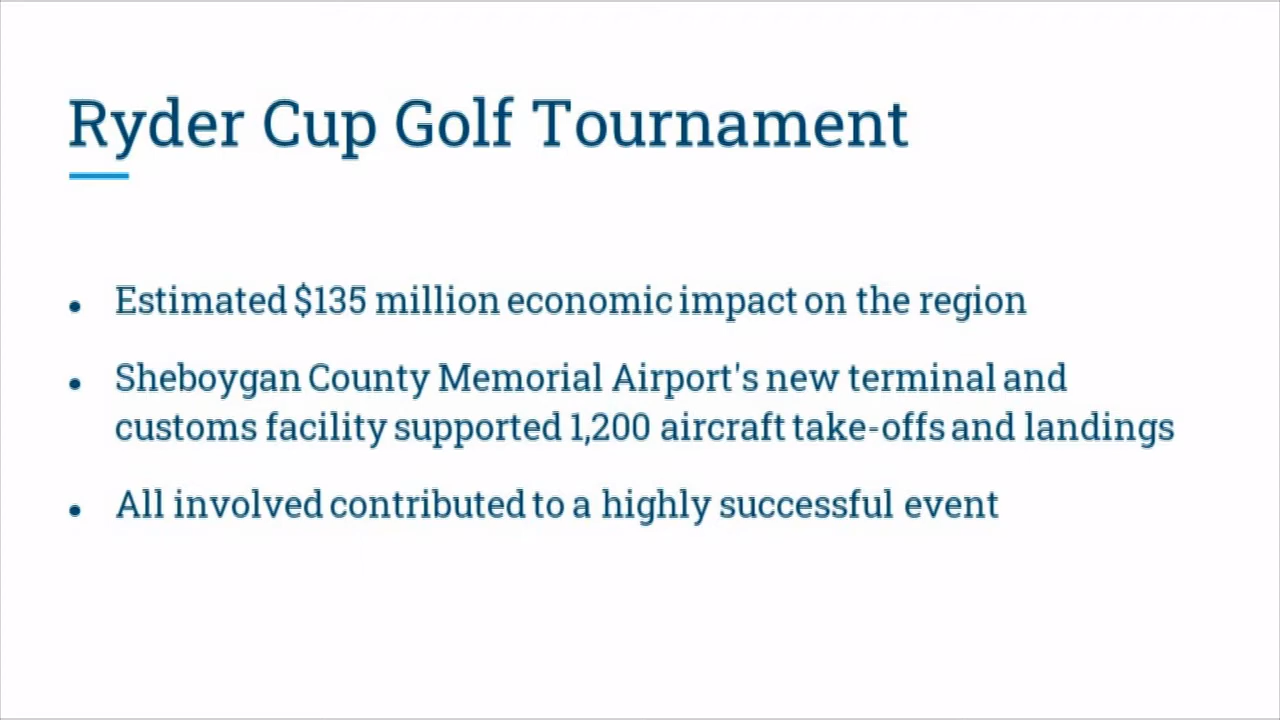 Ryder Cup Golf Tournament
• Estimated $135 million economic impact on the region
• Sheboygan County Memorial Airport's new terminal and
customs facility supported 1,200 aircraft take-offs and landings
• All involved contributed to a highly successful event